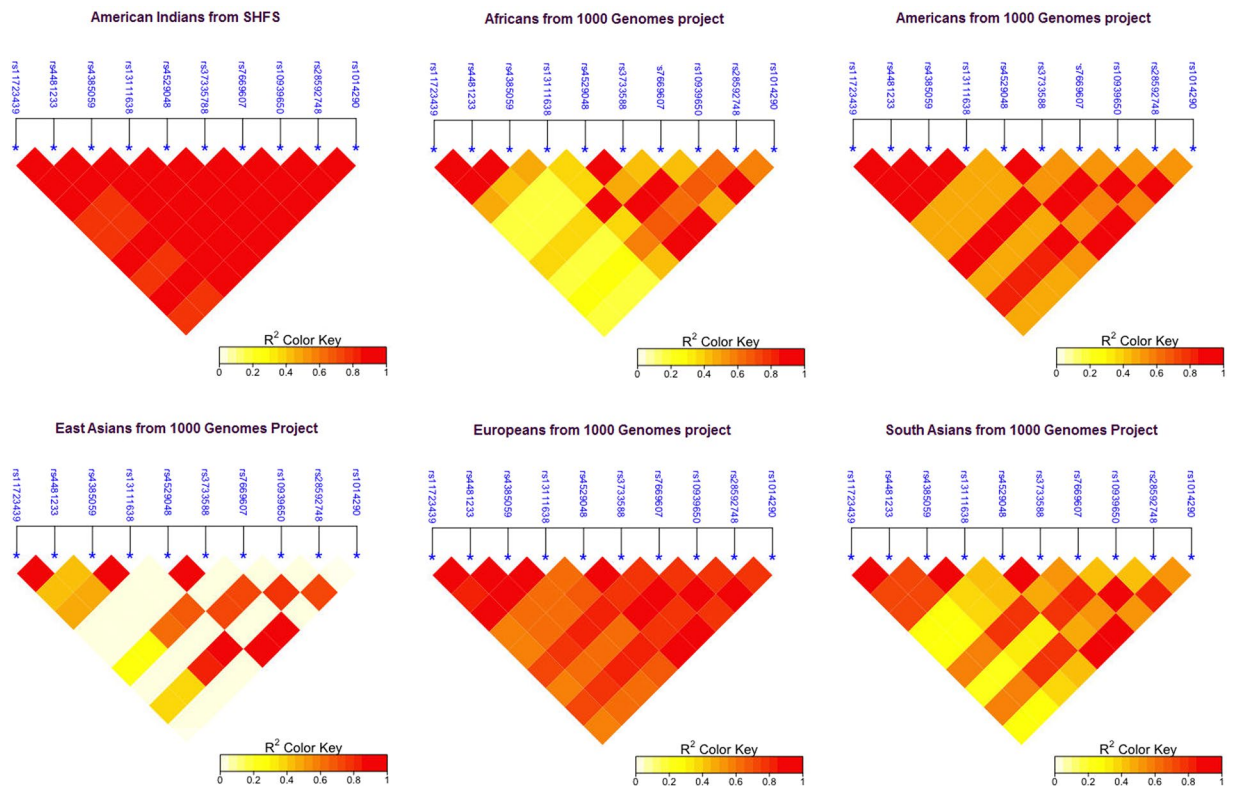 American Indians from SHFS
Africans from 1000 Genomes project
Americans from 1000 Genomes project
rs11723439
rs4481233
rs4385059
rs13111638
rs4529048
rs37335788
rs7669607
rs10939650
rs28592748
rs1014290
rs11723439
rs4481233
rs4385059
rs13111638
rs4529048
rs3733588
's7669607
rs10939650
rs28592748
rs1014290
rs11723439
rs4481233
rs4385059
rs13111638
rs4529048
rs3733588
's7669607
rs10939650
rs28592748
rs1014290
* * * * * * * * * *
* * * * * * * * * *
* * * * * * * * * *
R² Color Key
0 0.2 0.4 0.6 0.8 1
R² Color Key
0 0.2 0.4 0.6 0.8 1
R² Color Key
0 0.2 0.4 0.6 0.8 1
East Asians from 1000 Genomes Project
Europeans from 1000 Genomes project
South Asians from 1000 Genomes Project
rs11723439
rs4481233
rs4385059
rs13111638
rs4529048
rs3733588
rs7669607
rs10939650
rs28592748
rs1014290
rs11723439
rs4481233
rs4385059
rs13111638
rs4529048
rs3733588
rs7669607
rs10939650
rs28592748
rs1014290
rs11723439
rs4481233
rs4385059
rs13111638
rs4529048
rs3733588
rs7669607
rs10939650
rs28592748
rs1014290
* * * * * * * * * *
* * * * * * * * * *
* * * * * * * * * *
R² Color Key
0 0.2 0.4 0.6 0.8 1
R² Color Key
0 0.2 0.4 0.6 0.8 1
R² Color Key
0 0.2 0.4 0.6 0.8 1